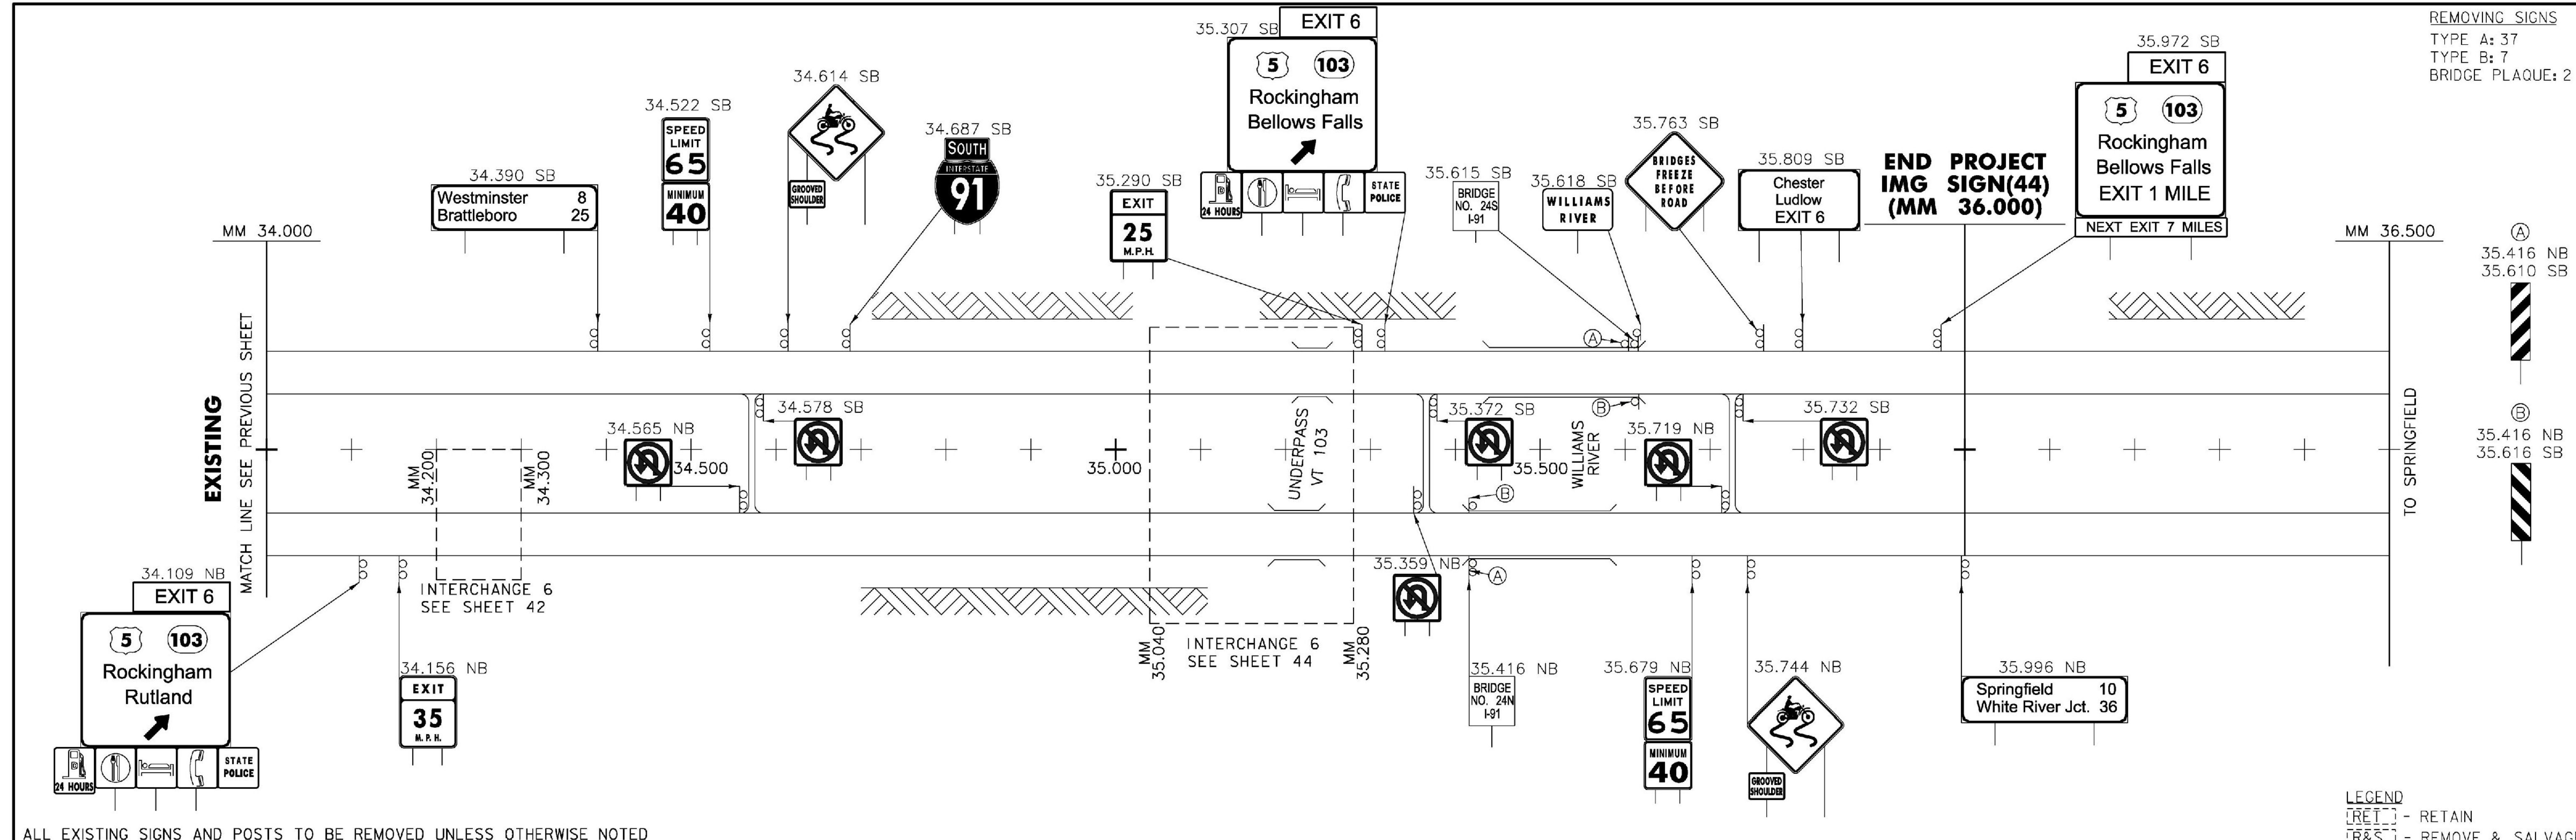 REMOVING SIGNS
TYPE A: 37
TYPE B: 7
BRIDGE PLAQUE: 2
35.307 SB
EXIT 6
5 103
Rockingham
Bellows Falls
24 HOURS
STATE
POLICE
35.972 SB
EXIT 6
5 103
Rockingham
Bellows Falls
EXIT 1 MILE
NEXT EXIT 7 MILES
34.390 SB
Westminster 8
Brattleboro 25
34.522 SB
SPEED
LIMIT
65
MINIMUM
40
34.614 SB
GROOVED
SHOULDER
34.687 SB
SOUTH
INTERSTATE
91
35.290 SB
EXIT
25
M.P.H.
35.615 SB
BRIDGE
NO. 24S
I-91
35.618 SB
WILLIAMS
RIVER
35.763 SB
BRIDGES
FREEZE
BEFORE
ROAD
35.809 SB
Chester
Ludlow
EXIT 6
END PROJECT
IMG SIGN(44)
(MM 36.000)
MM 34.000
MM 36.500
A
35.416 NB
35.610 SB
B
35.416 NB
35.616 SB
EXISTING
MATCH LINE SEE PREVIOUS SHEET
A
B
34.565 NB
34.578 SB
34.500
MM
34.200
MM
34.300
35.000
UNDERPASS
VT 103
35.372 SB
35.500
WILLIAMS
RIVER
35.719 NB
35.732 SB
B
TO SPRINGFIELD
34.109 NB
EXIT 6
5 103
Rockingham
Rutland
24 HOURS
STATE
POLICE
34.156 NB
EXIT
35
M.P.H.
INTERCHANGE 6
SEE SHEET 42
MM
35.040
INTERCHANGE 6
SEE SHEET 44
MM
35.280
35.359 NB
A
35.416 NB
BRIDGE
NO. 24N
I-91
35.679 NB
SPEED
LIMIT
65
MINIMUM
40
35.744 NB
GROOVED
SHOULDER
35.996 NB
Springfield 10
White River Jct. 36
ALL EXISTING SIGNS AND POSTS TO BE REMOVED UNLESS OTHERWISE NOTED
LEGEND
RET - RETAIN
R&S - REMOVE & SALVAGE